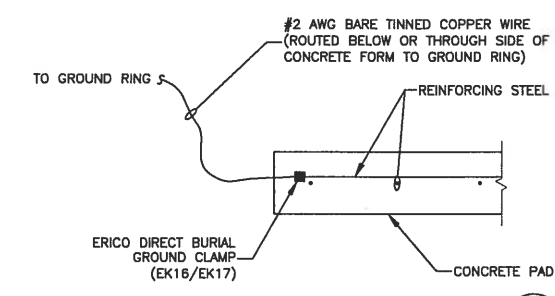 #2 AWG BARE TINNED COPPER WIRE
(ROUTED BELOW OR THROUGH SIDE OF
CONCRETE FORM TO GROUND RING)
TO GROUND RING
REINFORCING STEEL
ERICO DIRECT BURIAL
GROUND CLAMP
(EK16/EK17)
CONCRETE PAD